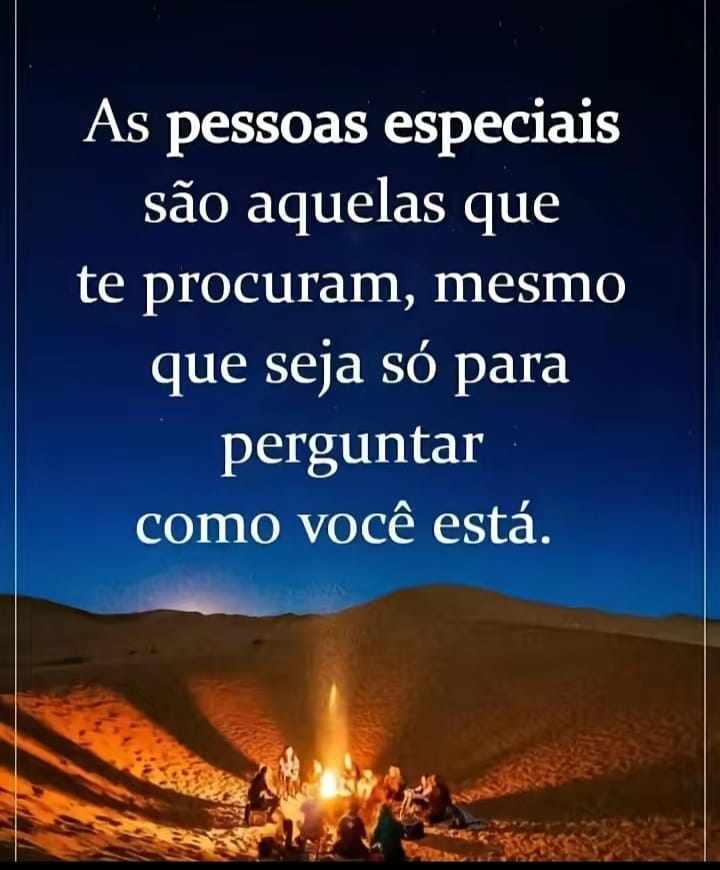 As pessoas especiais
são aquelas que
te procuram, mesmo
que seja só para
perguntar
como você está.